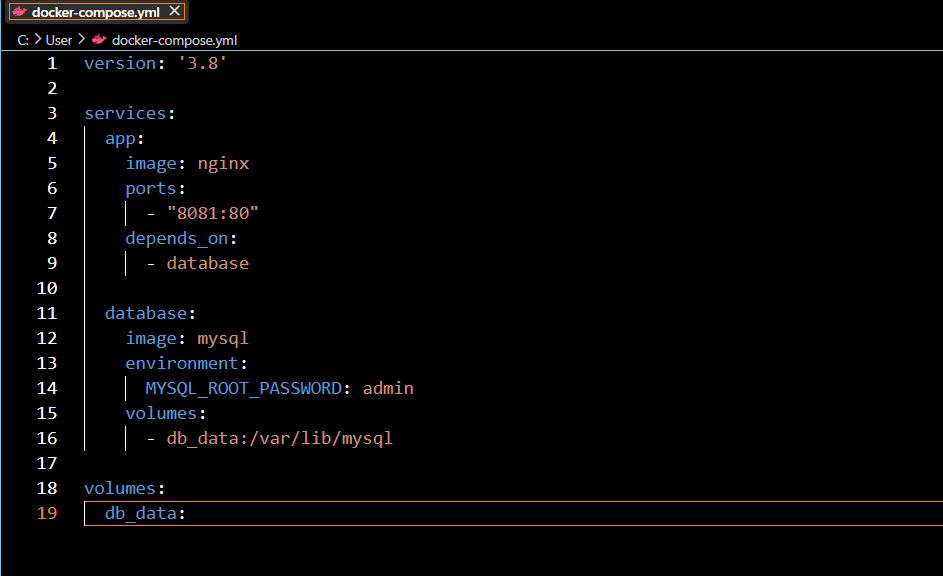 docker-compose.yml
C: > User > docker-compose.yml
1 version: '3.8'
2
3 services:
4   app:
5     image: nginx
6     ports:
7       - "8081:80"
8     depends_on:
9       - database
10
11   database:
12     image: mysql
13     environment:
14       MYSQL_ROOT_PASSWORD: admin
15     volumes:
16       - db_data:/var/lib/mysql
17
18 volumes:
19   db_data: